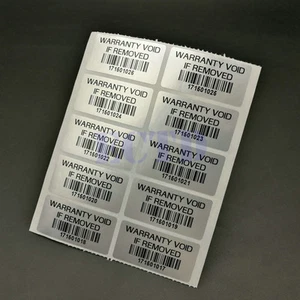 WARRANTY VOID
IF REMOVED
171601026
WARRANTY VOID
IF REMOVED
171601025
WARRANTY VOID
IF REMOVED
171601024
WARRANTY VOID
IF REMOVED
171601023
WARRANTY VOID
IF REMOVED
171601022
WARRANTY VOID
IF REMOVED
171601021
WARRANTY VOID
IF REMOVED
171601020
WARRANTY VOID
IF REMOVED
171601019
WARRANTY VOID
IF REMOVED
171601018
WARRANTY VOID
IF REMOVED
171601017